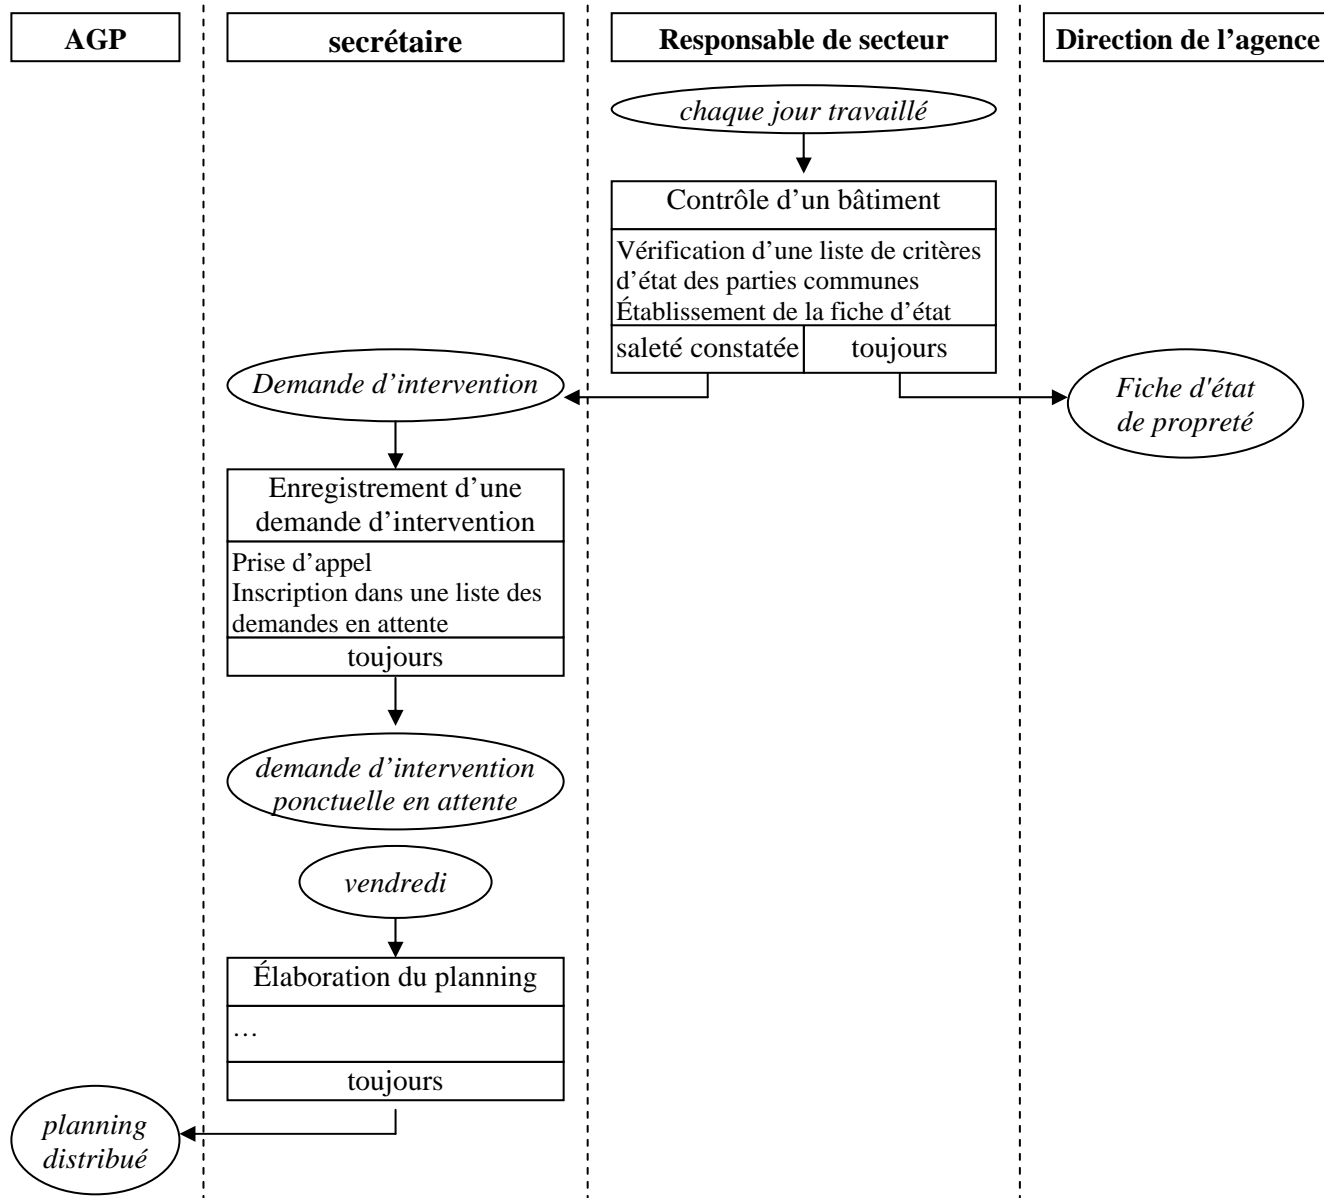 AGP
secrétaire
Responsable de secteur
Direction de l’agence
chaque jour travaillé
Contrôle d’un bâtiment
Vérification d’une liste de critères
d’état des parties communes
Établissement de la fiche d’état
saleté constatée
toujours
Demande d’intervention
Fiche d'état
de propreté
Enregistrement d’une
demande d’intervention
Prise d’appel
Inscription dans une liste des
demandes en attente
toujours
demande d’intervention
ponctuelle en attente
vendredi
Élaboration du planning
…
toujours
planning
distribué